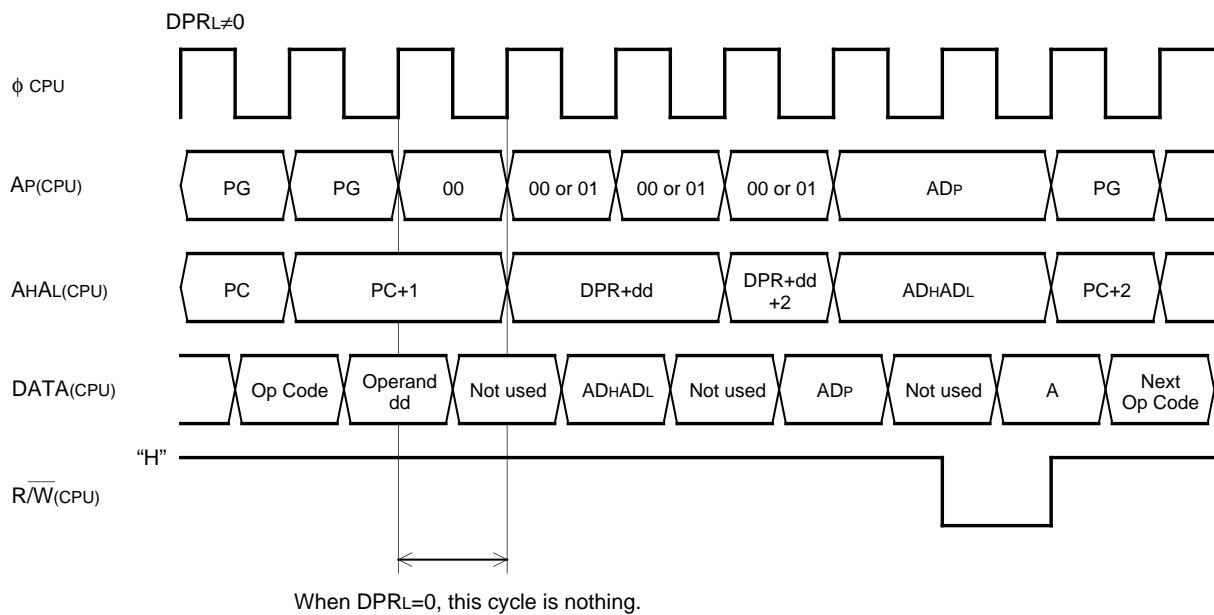 DPRL≠0
ϕ CPU
AP(CPU)
PG
PG
00
00 or 01
00 or 01
00 or 01
ADP
PG
AHAL(CPU)
PC
PC+1
DPR+dd
DPR+dd
+2
ADHADL
PC+2
DATA(CPU)
Op Code
Operand
dd
Not used
ADHADL
Not used
ADP
Not used
A
Next
Op Code
“H”
R/W̅(CPU)
When DPRL=0, this cycle is nothing.